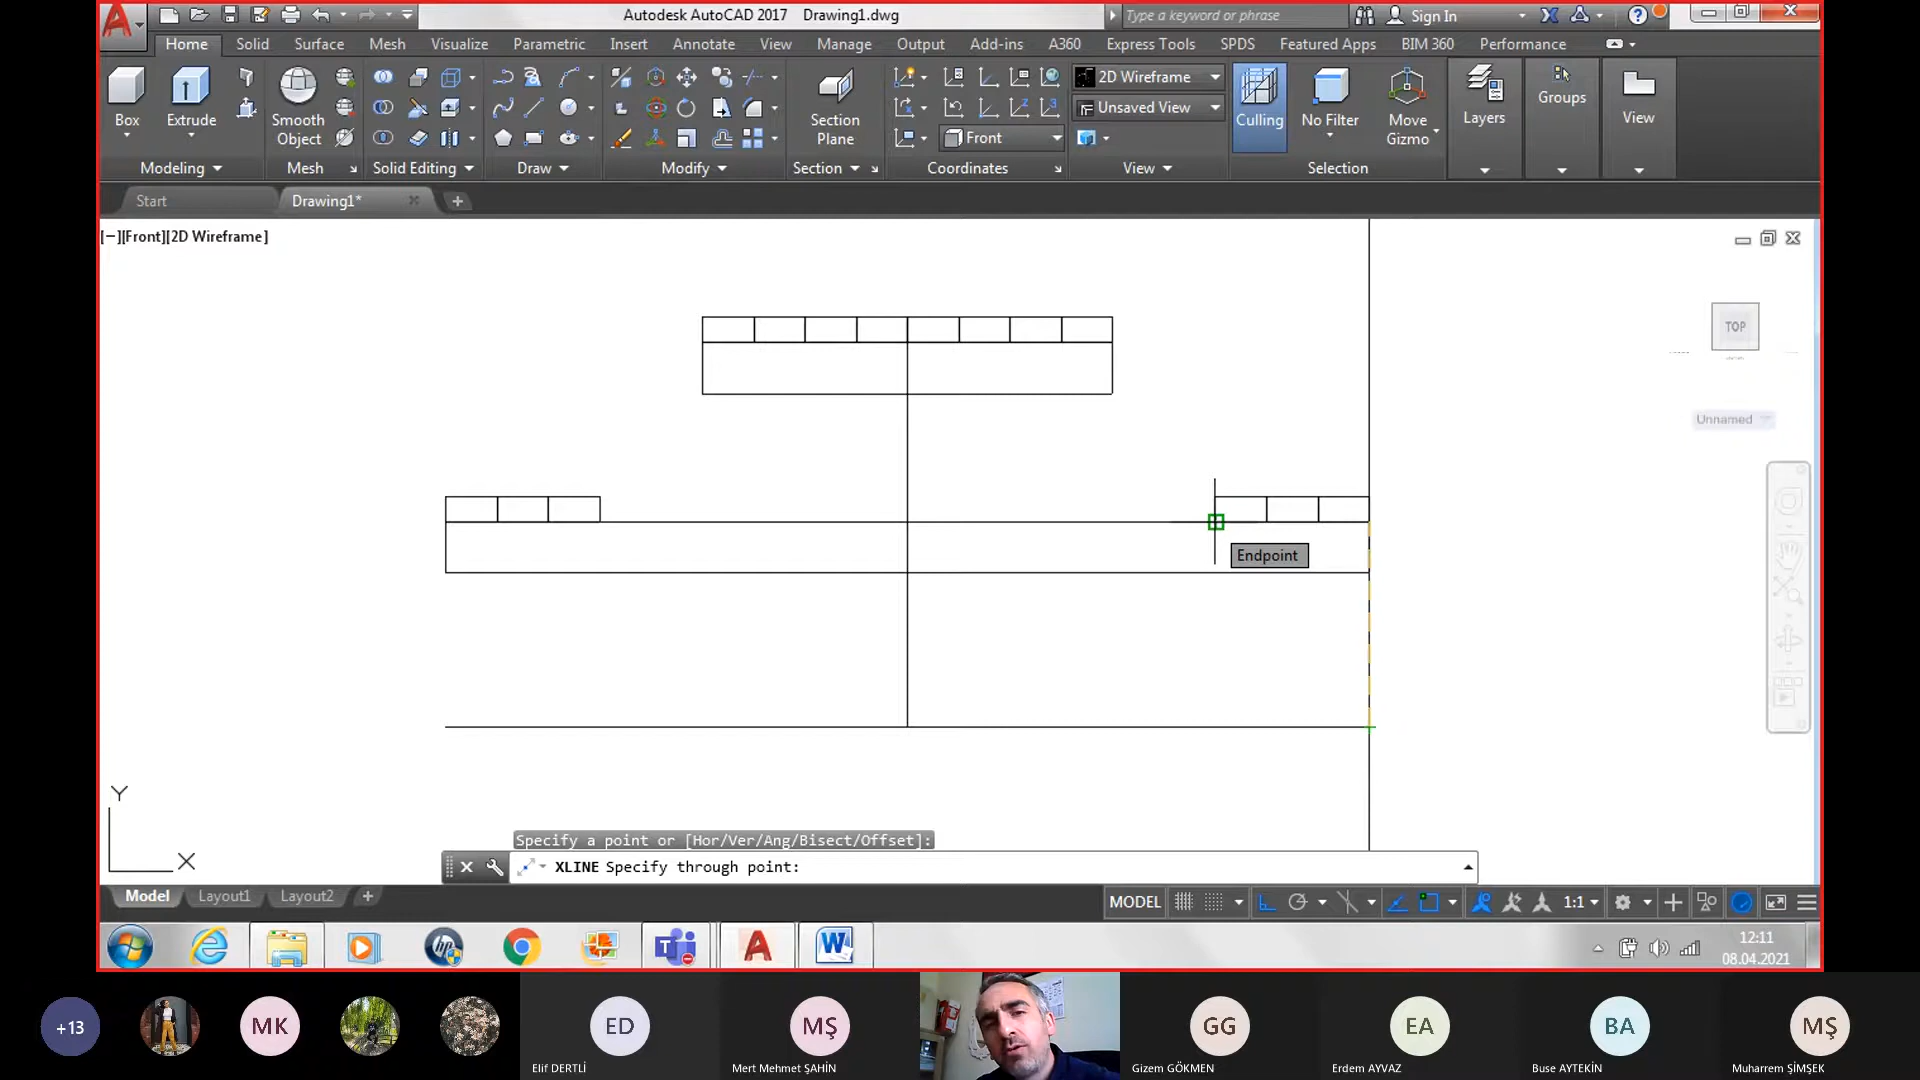 Autodesk AutoCAD 2017 Drawing1.dwg
Type a keyword or phrase
Sign In
Home Solid Surface Mesh Visualize Parametric Insert Annotate View Manage Output Add-ins A360 Express Tools SPDS Featured Apps BIM 360 Performance
2D Wireframe
Unsaved View
Front
Box Extrude Smooth Object Section Plane Culling No Filter Move Gizmo Layers Groups View
Modeling Mesh Solid Editing Draw Modify Section Coordinates View Selection
Start Drawing1*
[−][Front][2D Wireframe]
TOP
Unnamed
Endpoint
Y
X
Specify a point or [Hor/Ver/Ang/Bisect/Offset]:
XLINE Specify through point:
Model Layout1 Layout2
MODEL 1:1
12:11
08.04.2021
+13 MK ED MŞ GG EA BA MŞ
Elif DERTLİ Mert Mehmet ŞAHİN Gizem GÖKMEN Erdem AYVAZ Buse AYTEKİN Muharrem ŞİMŞEK